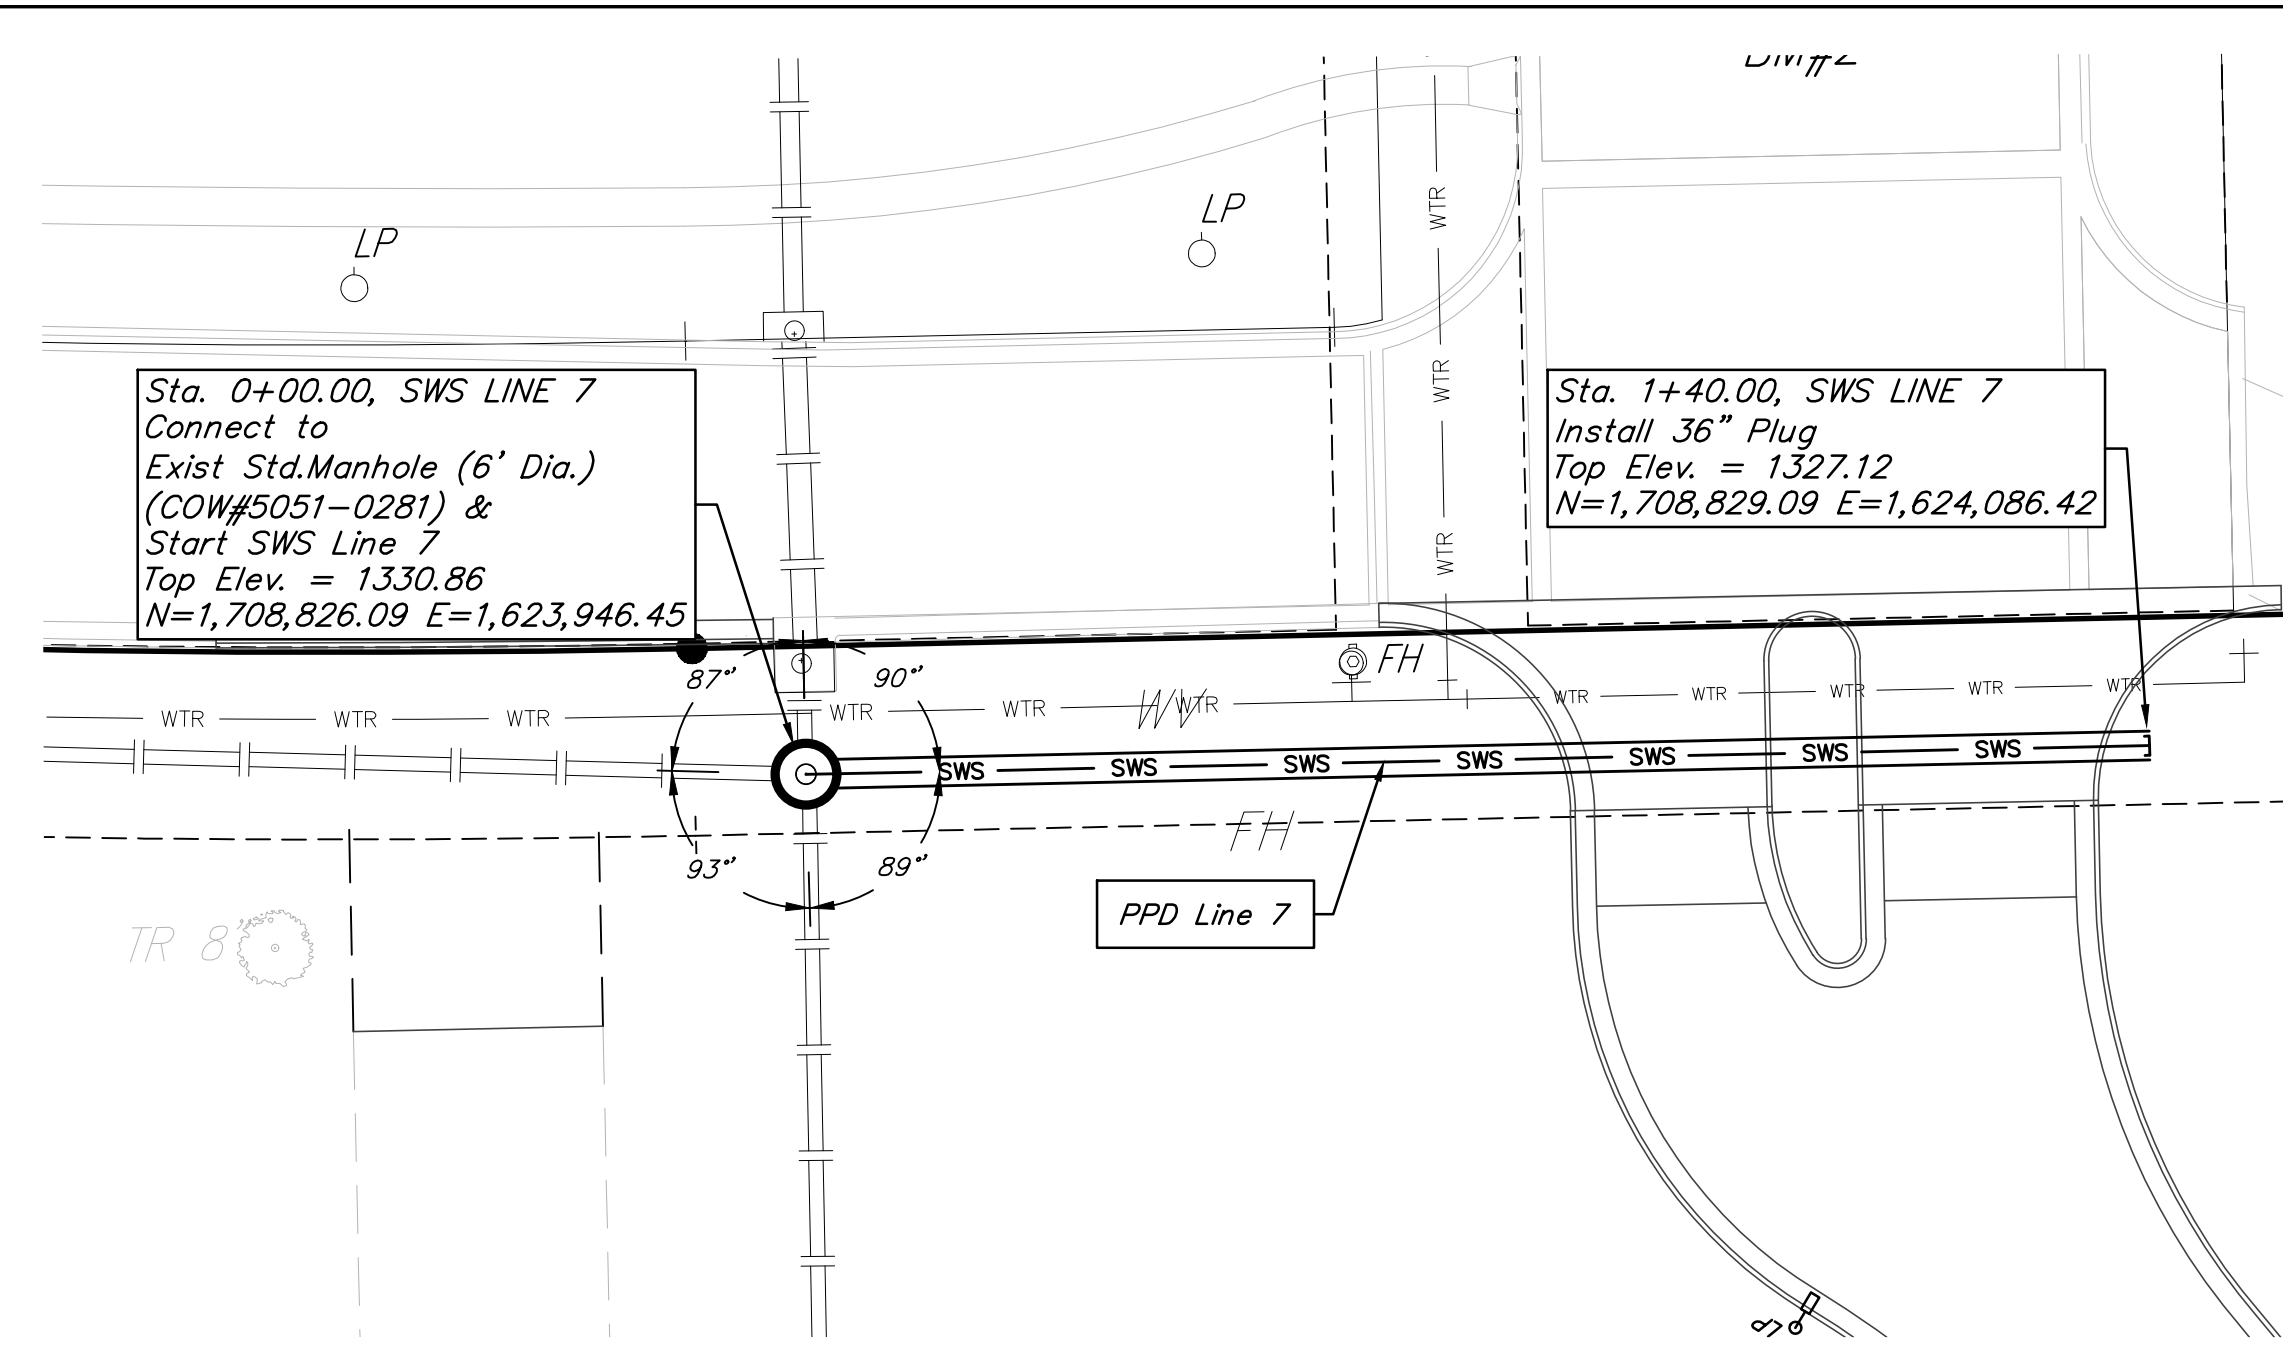 LP
LP
WTR
WTR
WTR
Sta. 0+00.00, SWS LINE 7
Connect to
Exist Std.Manhole (6' Dia.)
(COW#5051-0281) &
Start SWS Line 7
Top Elev. = 1330.86
N=1,708,826.09 E=1,623,946.45
Sta. 1+40.00, SWS LINE 7
Install 36" Plug
Top Elev. = 1327.12
N=1,708,829.09 E=1,624,086.42
87°'
90°'
FH
WTR
WTR
WTR
WTR
WTR
WV
WTR
WTR
WTR
WTR
WTR
WTR
SWS
SWS
SWS
SWS
SWS
SWS
SWS
93°'
89°'
FH
PPD Line 7
TR 8'
LP